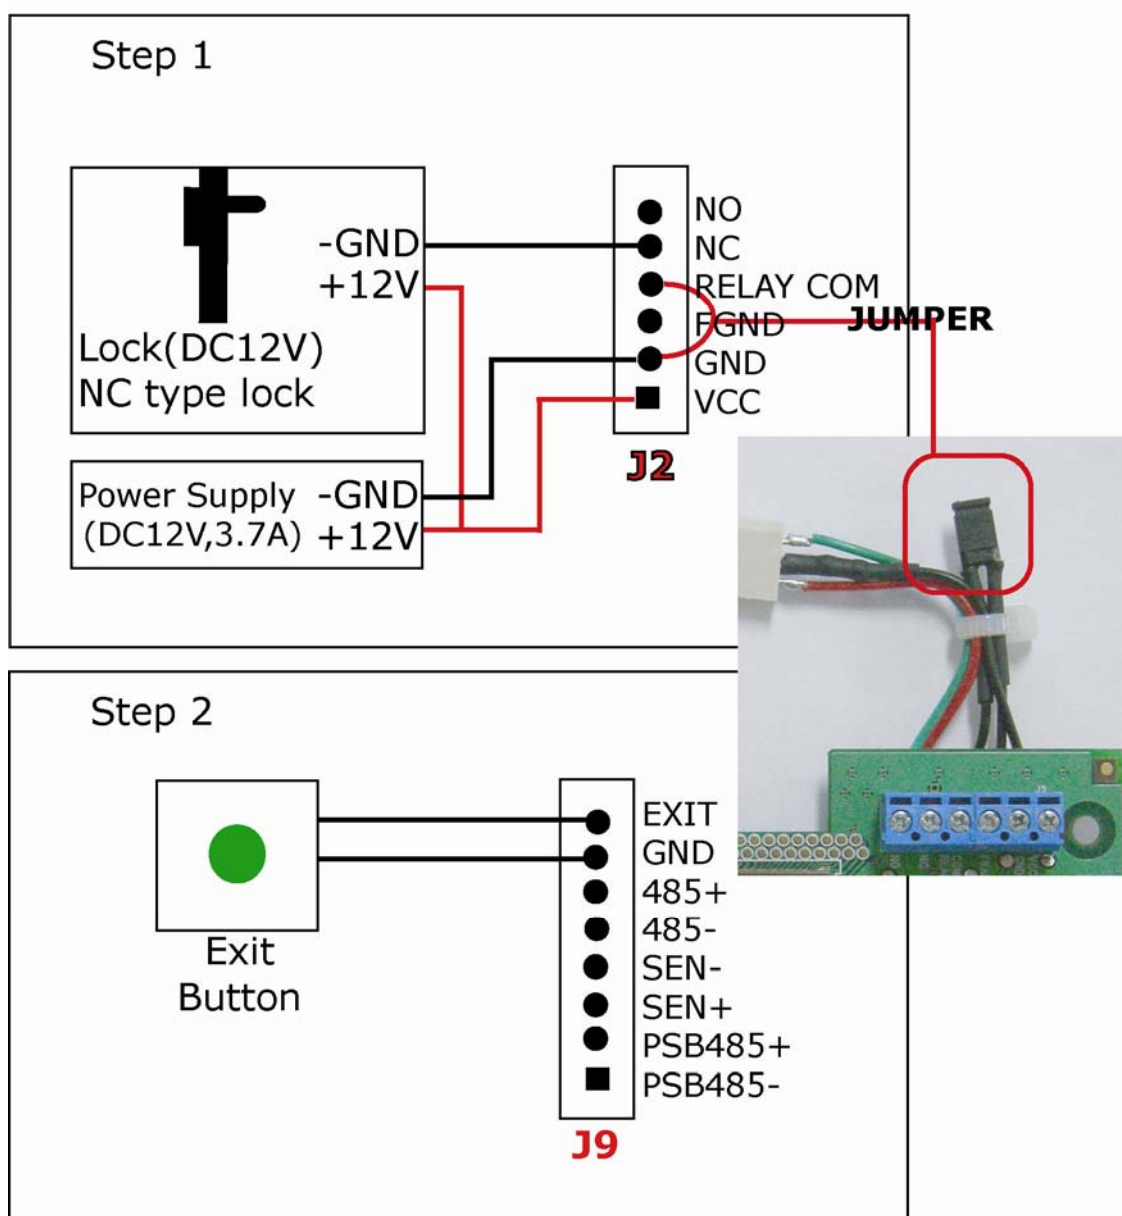 Step 1
-GND
+12V
Lock(DC12V)
NC type lock
Power Supply
(DC12V,3.7A)
-GND
+12V
NO
NC
RELAY COM
FGND
GND
VCC
J2
JUMPER
Step 2
Exit
Button
EXIT
GND
485+
485-
SEN-
SEN+
PSB485+
PSB485-
J9